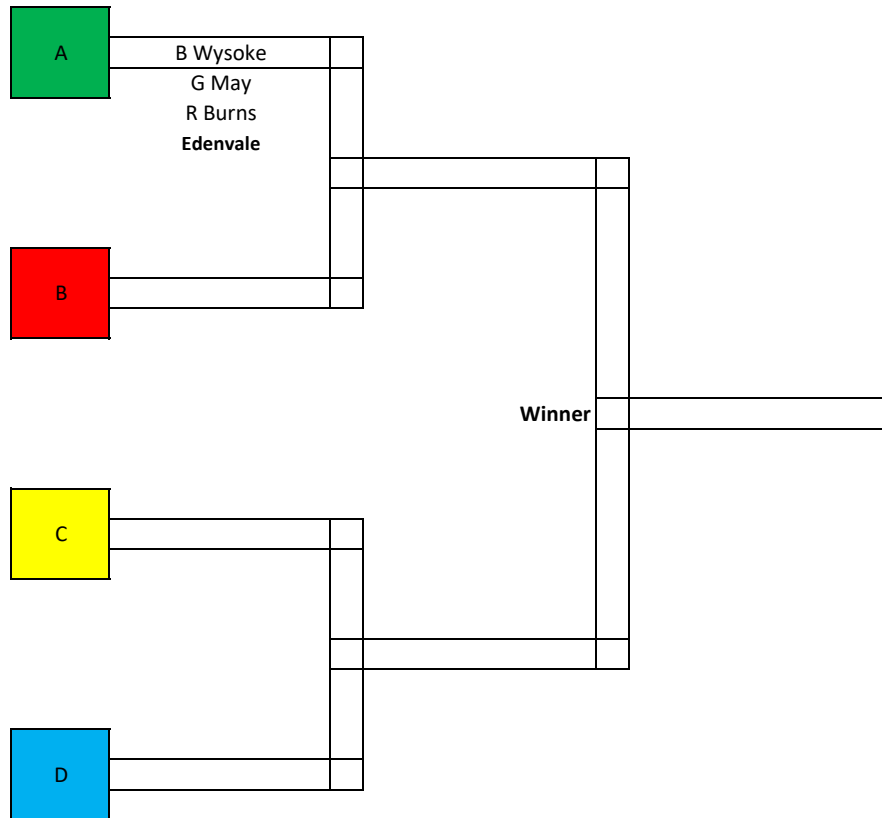 A
B Wysoke
G May
R Burns
Edenvale
B
Winner
C
D